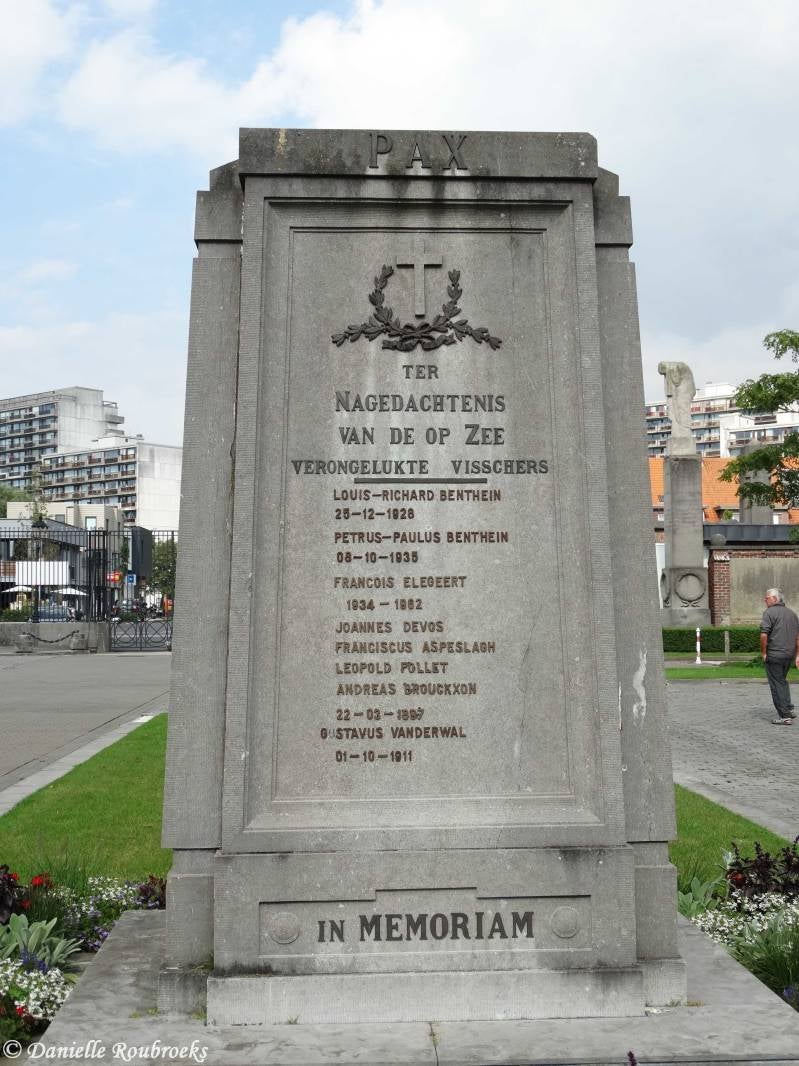 PAX
TER
NAGEDACHTENIS
VAN DE OP ZEE
VERONGELUKTE VISSCHERS
LOUIS-RICHARD BENTHEIN
25-12-1928
PETRUS-PAULUS BENTHEIN
08-10-1935
FRANCOIS ELEGEERT
1934-1962
JOANNES DEVOS
FRANCISCUS ASPESLAGH
LEOPOLD POLLET
ANDREAS BROUCKXON
22-03-1897
GUSTAVUS VANDERWAL
01-10-1911
IN MEMORIAM
© Danielle Roubroeks